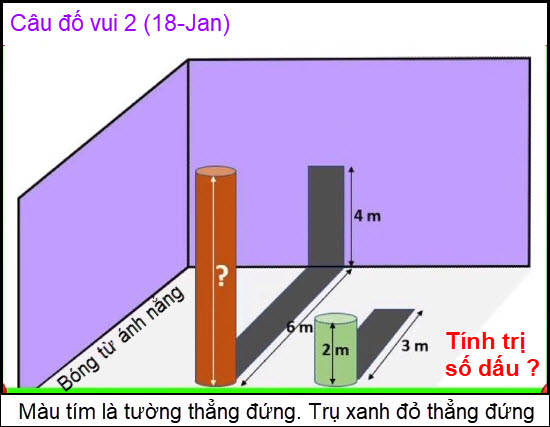 Câu đố vui 2 (18-Jan)
4 m
?
Bóng từ ánh nắng
6 m
2 m
3 m
Tính trị
số dấu ?
Màu tím là tường thẳng đứng. Trụ xanh đỏ thẳng đứng